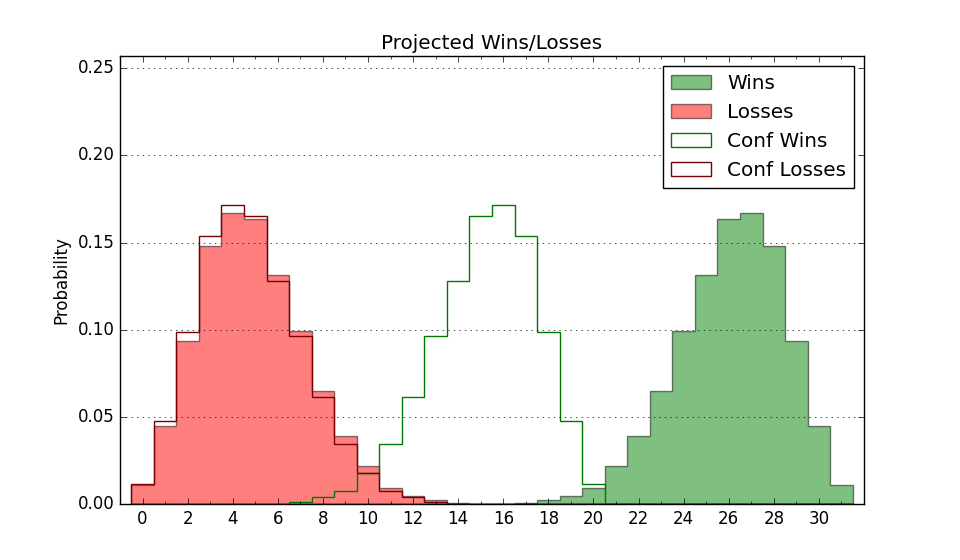 Projected Wins/Losses
0.25
0.20
0.15
0.10
0.05
0.00
Probability
Wins
Losses
Conf Wins
Conf Losses
0 2 4 6 8 10 12 14 16 18 20 22 24 26 28 30